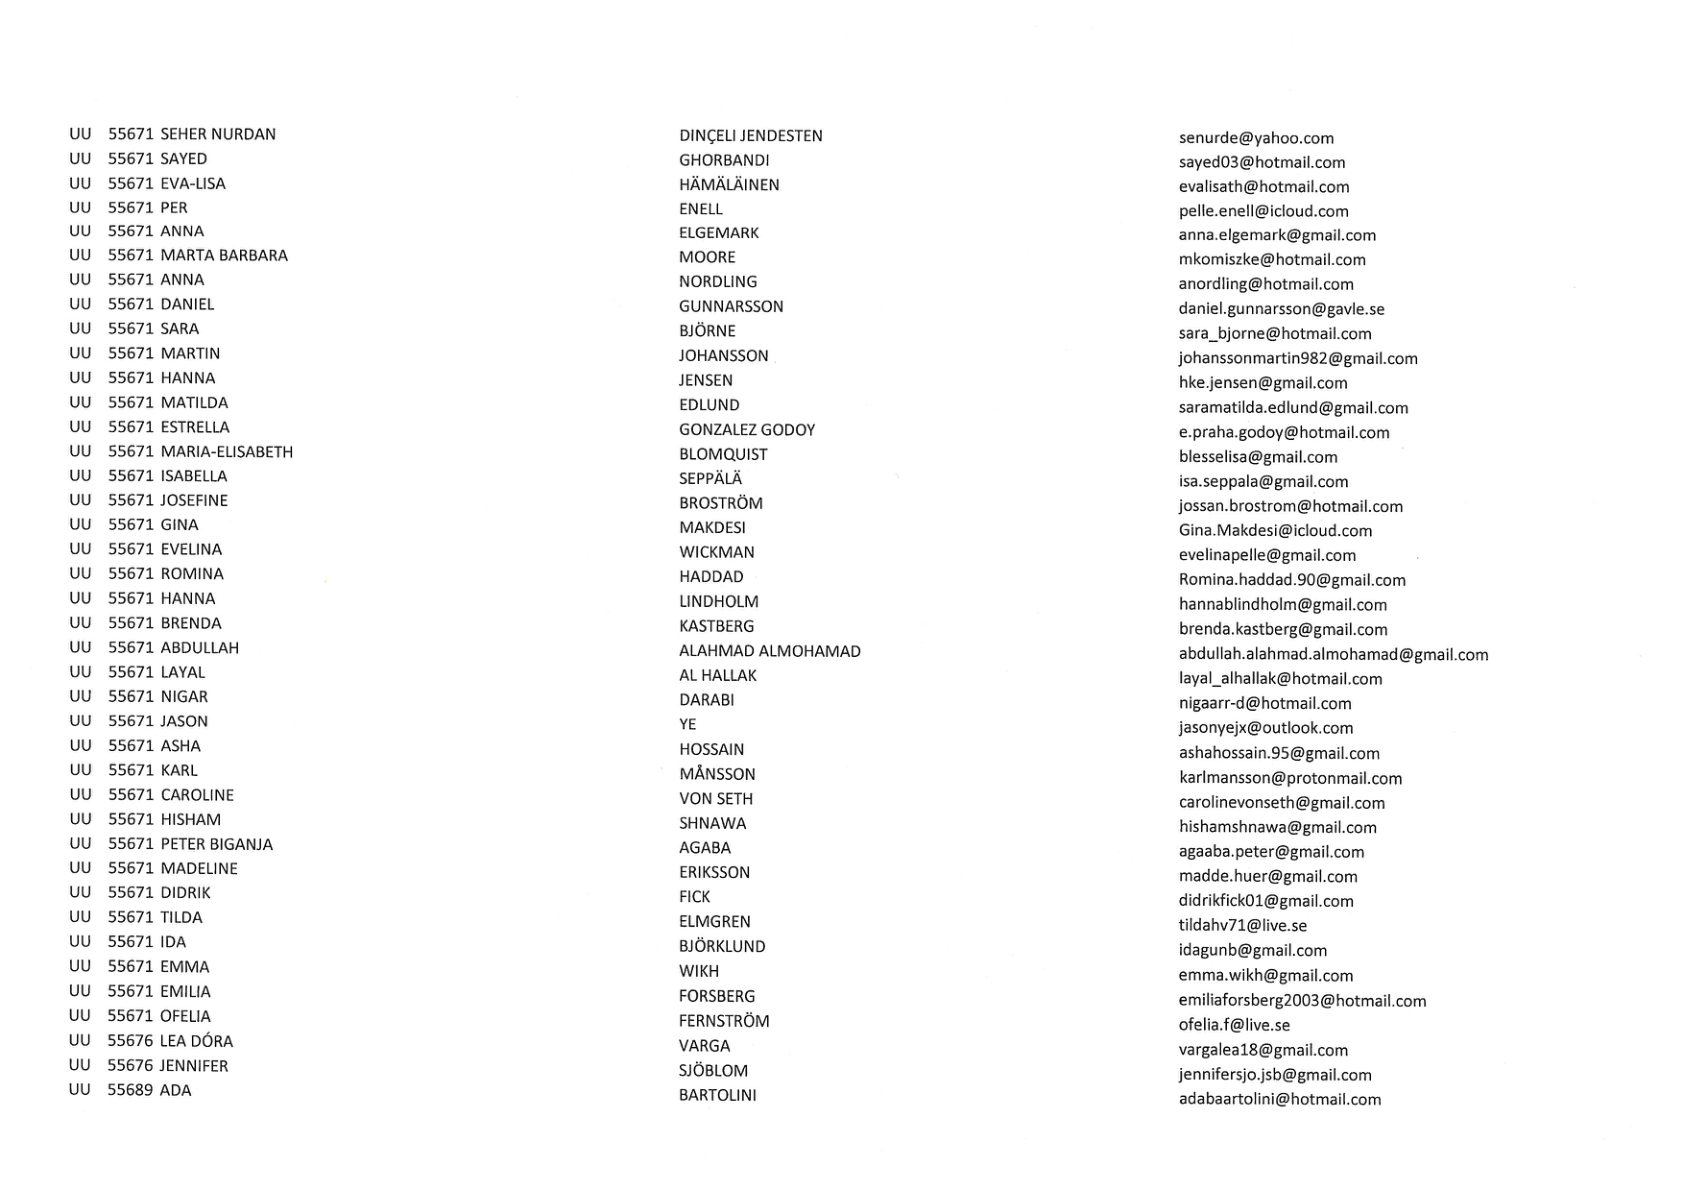 UU 55671 SEHER NURDAN DINÇELI JENDESTEN senurde@yahoo.com
UU 55671 SAYED GHORBANDI sayed03@hotmail.com
UU 55671 EVA-LISA HÄMÄLÄINEN evalisath@hotmail.com
UU 55671 PER ENELL pelle.enell@icloud.com
UU 55671 ANNA ELGEMARK anna.elgemark@gmail.com
UU 55671 MARTA BARBARA MOORE mkomiszke@hotmail.com
UU 55671 ANNA NORDLING anordling@hotmail.com
UU 55671 DANIEL GUNNARSSON daniel.gunnarsson@gavle.se
UU 55671 SARA BJÖRNE sara_bjorne@hotmail.com
UU 55671 MARTIN JOHANSSON johanssonmartin982@gmail.com
UU 55671 HANNA JENSEN hke.jensen@gmail.com
UU 55671 MATILDA EDLUND saramatilda.edlund@gmail.com
UU 55671 ESTRELLA GONZALEZ GODOY e.praha.godoy@hotmail.com
UU 55671 MARIA-ELISABETH BLOMQUIST blesselisa@gmail.com
UU 55671 ISABELLA SEPPÄLÄ isa.seppala@gmail.com
UU 55671 JOSEFINE BROSTRÖM jossan.brostrom@hotmail.com
UU 55671 GINA MAKDESI Gina.Makdesi@icloud.com
UU 55671 EVELINA WICKMAN evelinapelle@gmail.com
UU 55671 ROMINA HADDAD Romina.haddad.90@gmail.com
UU 55671 HANNA LINDHOLM hannablindholm@gmail.com
UU 55671 BRENDA KASTBERG brenda.kastberg@gmail.com
UU 55671 ABDULLAH ALAHMAD ALMOHAMAD abdullah.alahmad.almohamad@gmail.com
UU 55671 LAYAL AL HALLAK layal_alhallak@hotmail.com
UU 55671 NIGAR DARABI nigaarr-d@hotmail.com
UU 55671 JASON YE jasonyejx@outlook.com
UU 55671 ASHA HOSSAIN ashahossain.95@gmail.com
UU 55671 KARL MÅNSSON karlmansson@protonmail.com
UU 55671 CAROLINE VON SETH carolinevonseth@gmail.com
UU 55671 HISHAM SHNAWA hishamshnawa@gmail.com
UU 55671 PETER BIGANJA AGABA agaaba.peter@gmail.com
UU 55671 MADELINE ERIKSSON madde.huer@gmail.com
UU 55671 DIDRIK FICK didrikfick01@gmail.com
UU 55671 TILDA ELMGREN tildahv71@live.se
UU 55671 IDA BJÖRKLUND idagunb@gmail.com
UU 55671 EMMA WIKH emma.wikh@gmail.com
UU 55671 EMILIA FORSBERG emiliaforsberg2003@hotmail.com
UU 55671 OFELIA FERNSTRÖM ofelia.f@live.se
UU 55676 LEA DÓRA VARGA vargalea18@gmail.com
UU 55676 JENNIFER SJÖBLOM jennifersjo.jsb@gmail.com
UU 55689 ADA BARTOLINI adabaartolini@hotmail.com